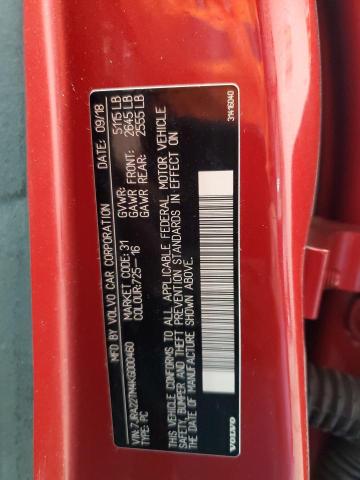 MFD BY VOLVO CAR CORPORATION DATE: 09/18
MARKET CODE: 31 GVWR: 5115 LB
COLOUR:725-16 GAWR FRONT: 2645 LB
GAWR REAR: 2555 LB
VIN: 7JRA22TM4KG000460
TYPE: PC
THIS VEHICLE CONFORMS TO ALL APPLICABLE FEDERAL MOTOR VEHICLE
SAFETY, BUMPER AND THEFT PREVENTION STANDARDS IN EFFECT ON THE
DATE OF MANUFACTURE SHOWN ABOVE.
VOLVO 31416040